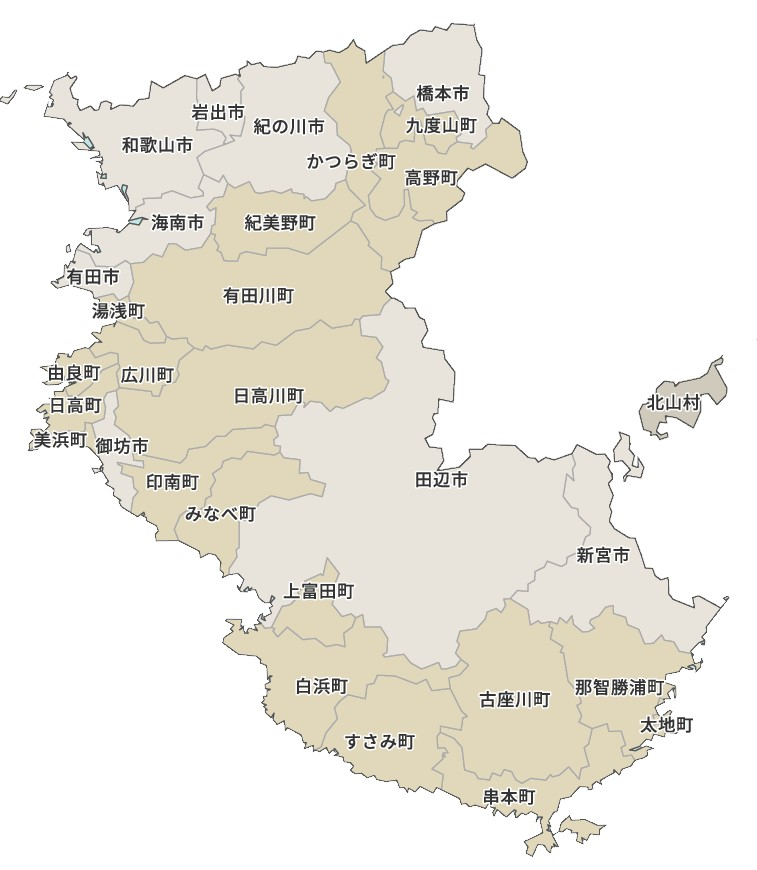 橋本市
岩出市
紀の川市
九度山町
和歌山市
かつらぎ町
高野町
海南市
紀美野町
有田市
有田川町
湯浅町
由良町
広川町
日高川町
日高町
北山村
美浜町
御坊市
印南町
田辺市
みなべ町
新宮市
上富田町
白浜町
古座川町
那智勝浦町
太地町
すさみ町
串本町